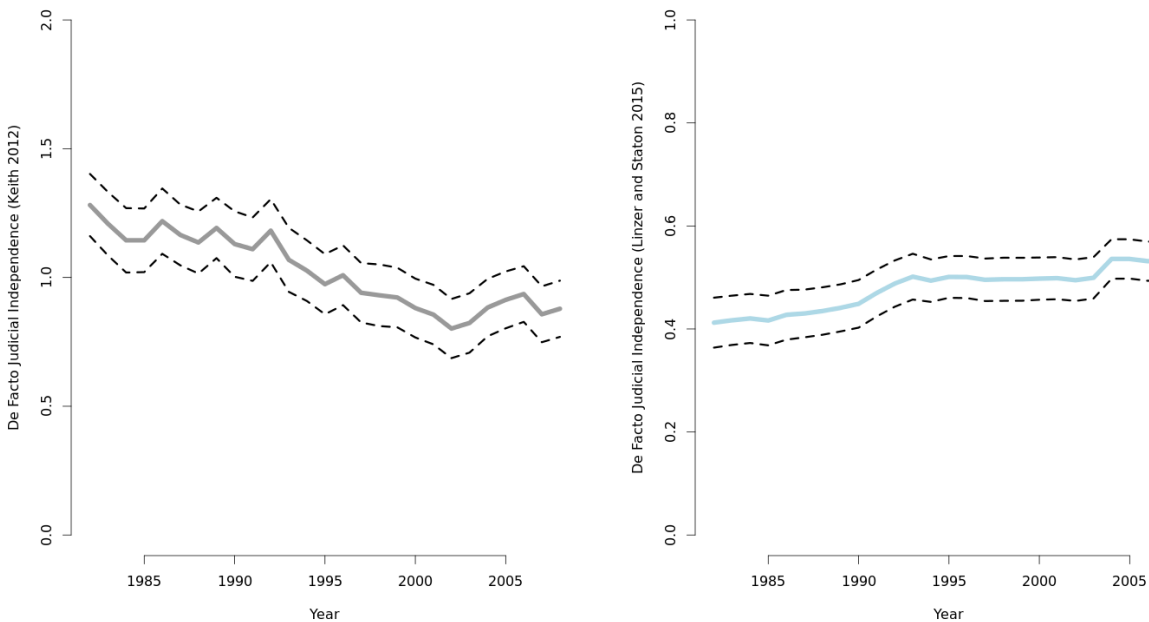 De Facto Judicial Independence (Keith 2012)
2.0
1.5
1.0
0.5
0.0
1985 1990 1995 2000 2005
Year
De Facto Judicial Independence (Linzer and Staton 2015)
1.0
0.8
0.6
0.4
0.2
0.0
1985 1990 1995 2000 2005
Year